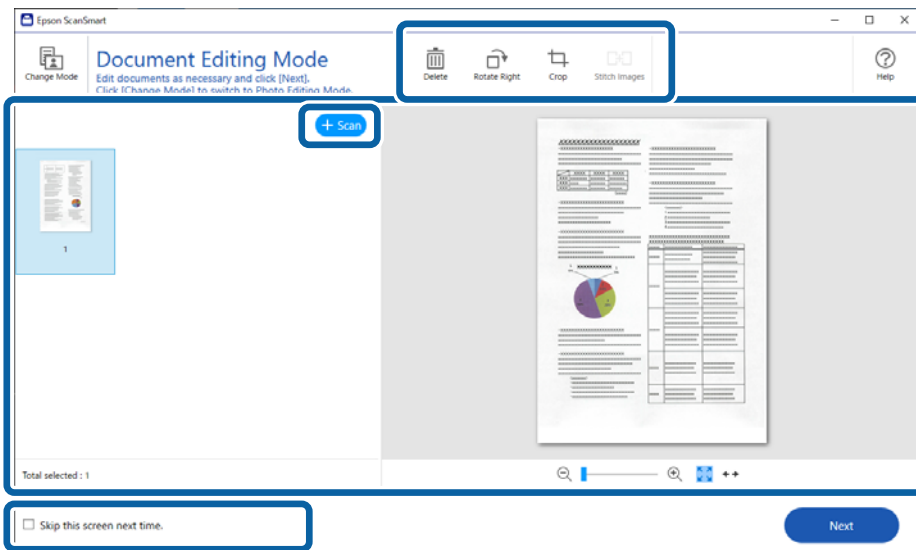 Epson ScanSmart
Change Mode
Document Editing Mode
Edit documents as necessary and click [Next].
Click [Change Mode] to switch to Photo Editing Mode.
Delete
Rotate Right
Crop
Stitch Images
Help
+ Scan
1
Total selected : 1
Skip this screen next time.
Next